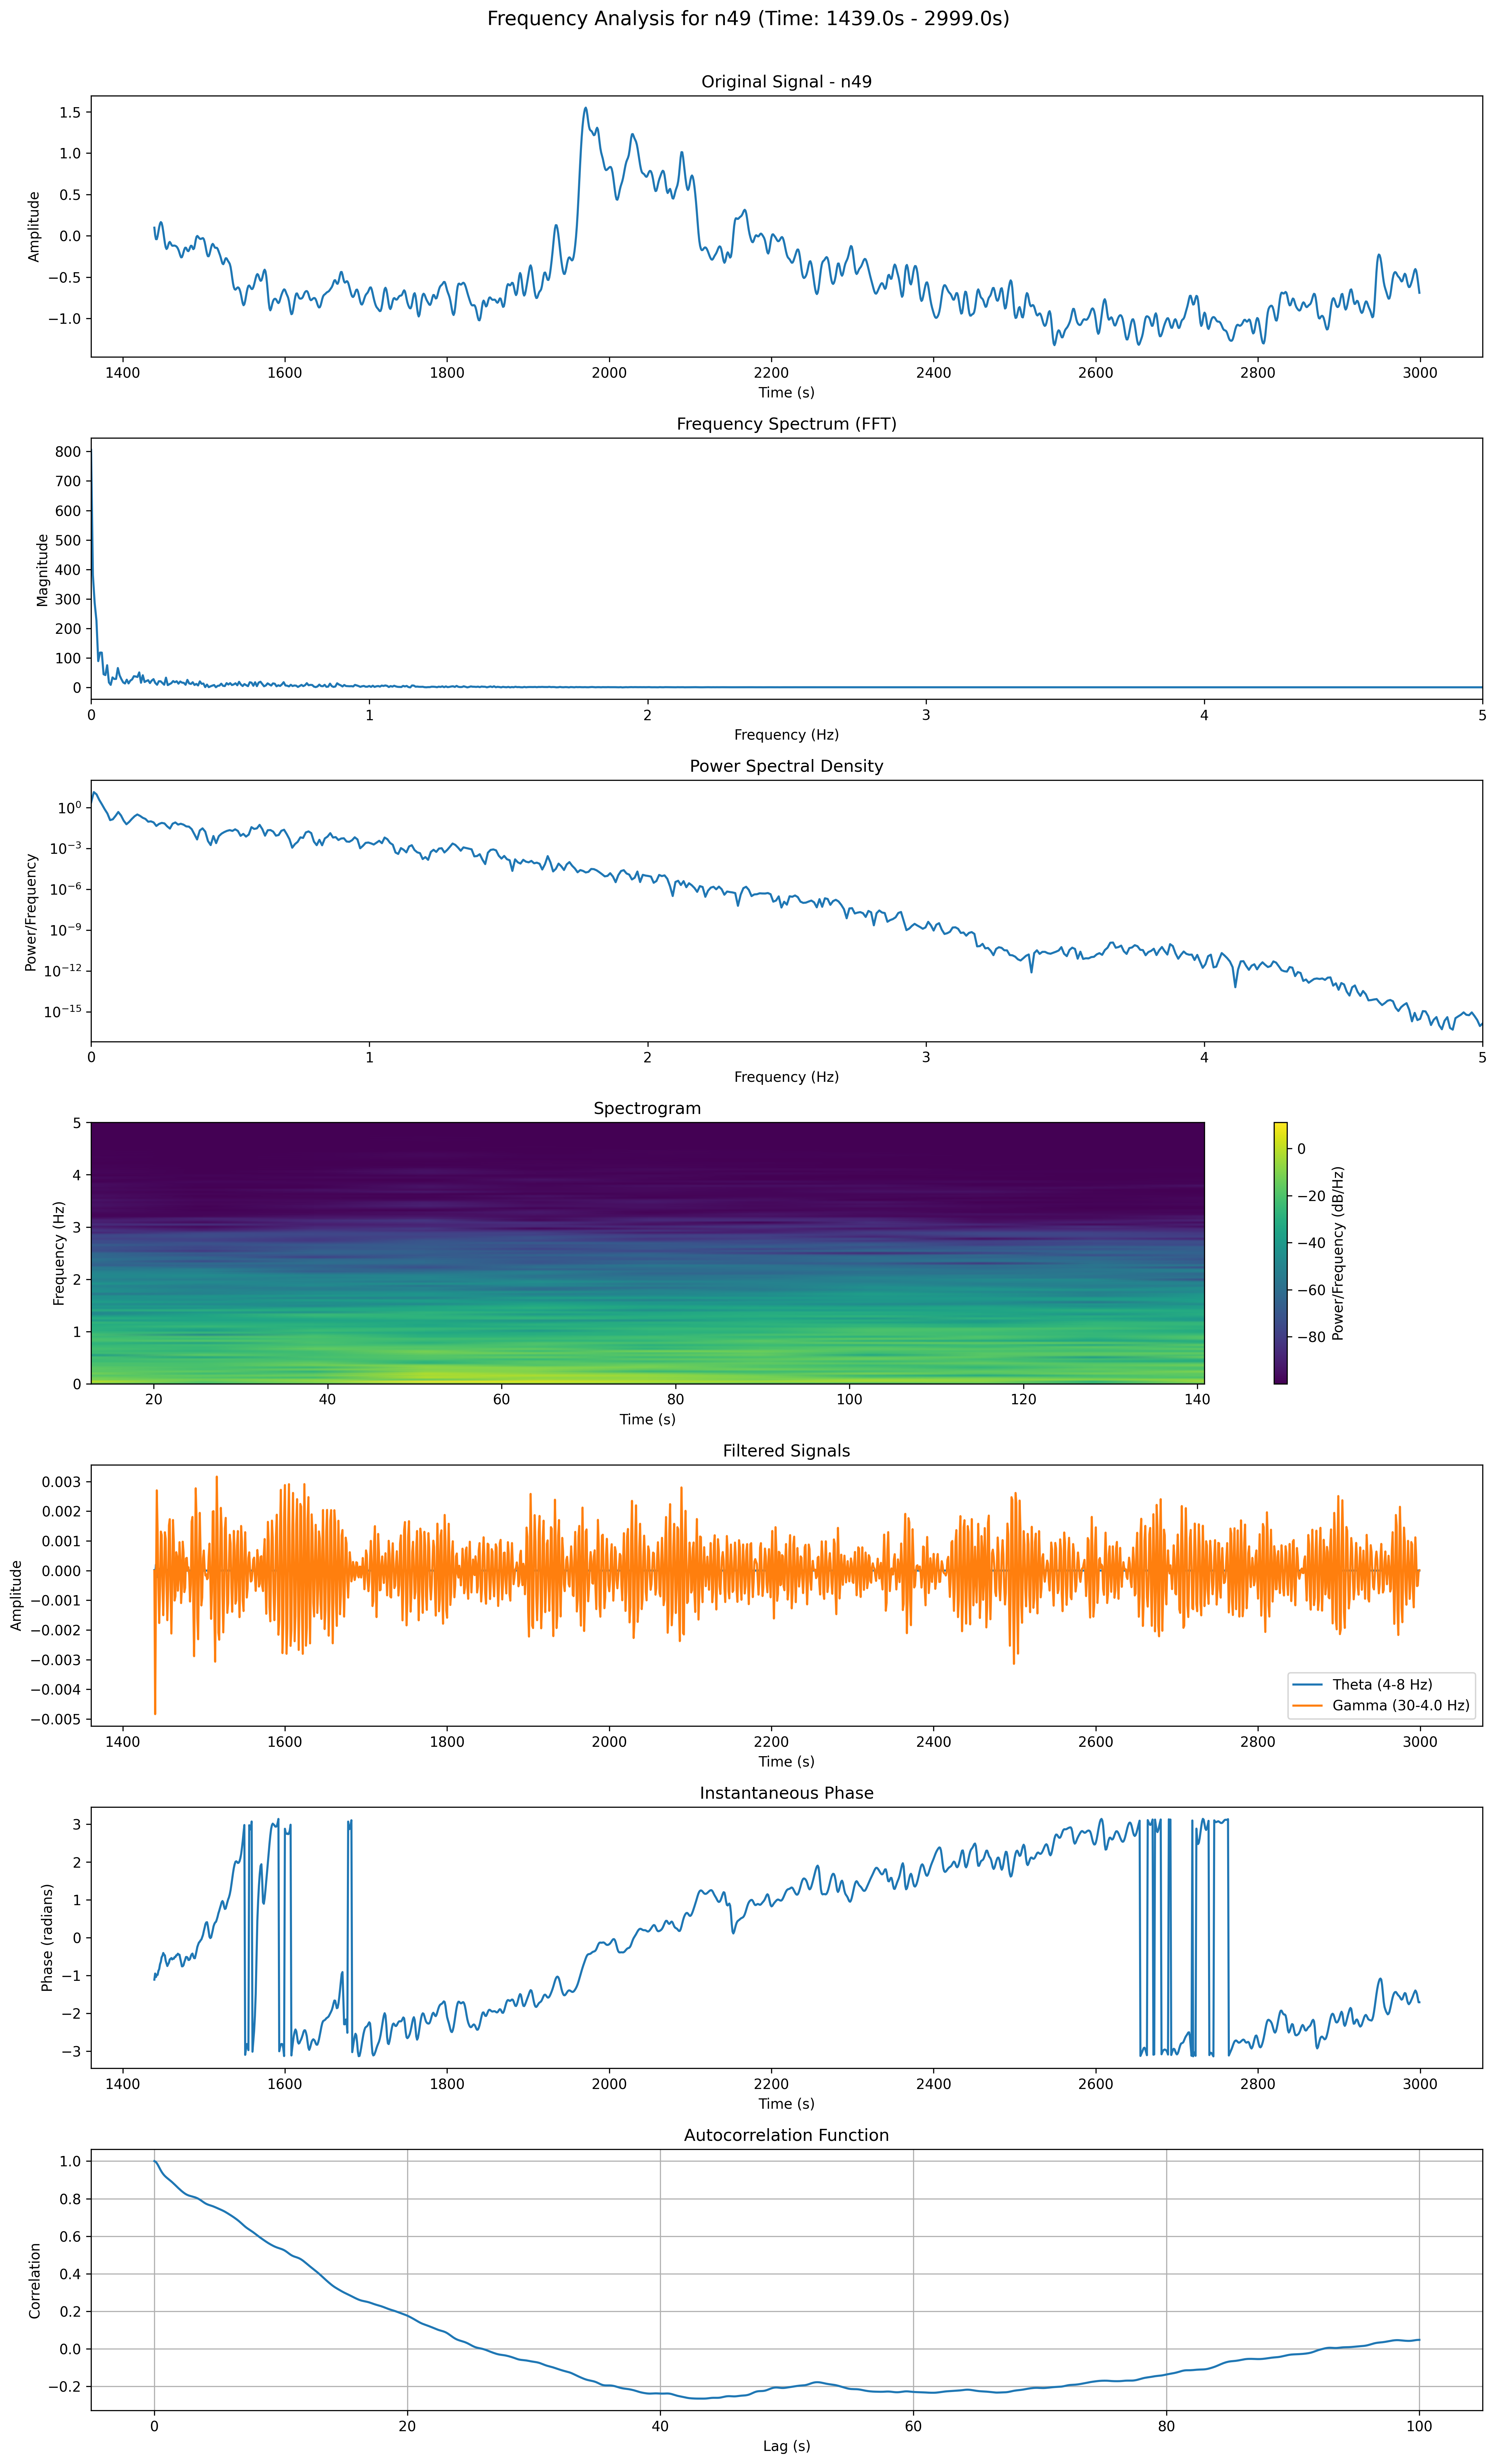 Frequency Analysis for n49 (Time: 1439.0s - 2999.0s)
Original Signal - n49
1.5
1.0
0.5
0.0
−0.5
−1.0
Amplitude
1400 1600 1800 2000 2200 2400 2600 2800 3000
Time (s)
Frequency Spectrum (FFT)
800
700
600
500
400
300
200
100
0
Magnitude
0 1 2 3 4 5
Frequency (Hz)
Power Spectral Density
10⁰
10⁻³
10⁻⁶
10⁻⁹
10⁻¹²
10⁻¹⁵
Power/Frequency
0 1 2 3 4 5
Frequency (Hz)
Spectrogram
5
4
3
2
1
0
Frequency (Hz)
20 40 60 80 100 120 140
Time (s)
0
−20
−40
−60
−80
Power/Frequency (dB/Hz)
Filtered Signals
0.003
0.002
0.001
0.000
−0.001
−0.002
−0.003
−0.004
−0.005
Amplitude
Theta (4-8 Hz)
Gamma (30-4.0 Hz)
1400 1600 1800 2000 2200 2400 2600 2800 3000
Time (s)
Instantaneous Phase
3
2
1
0
−1
−2
−3
Phase (radians)
1400 1600 1800 2000 2200 2400 2600 2800 3000
Time (s)
Autocorrelation Function
1.0
0.8
0.6
0.4
0.2
0.0
−0.2
Correlation
0 20 40 60 80 100
Lag (s)